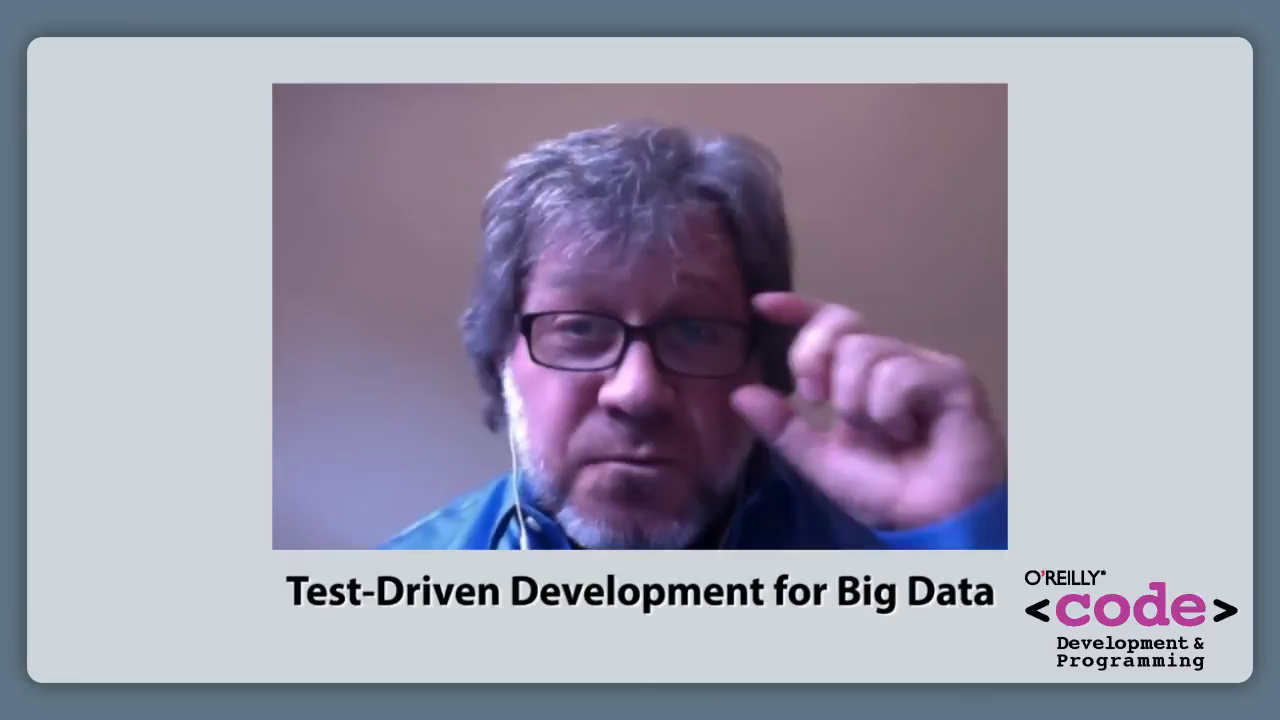 Test-Driven Development for Big Data
O'REILLY®
<code>
Development &
Programming